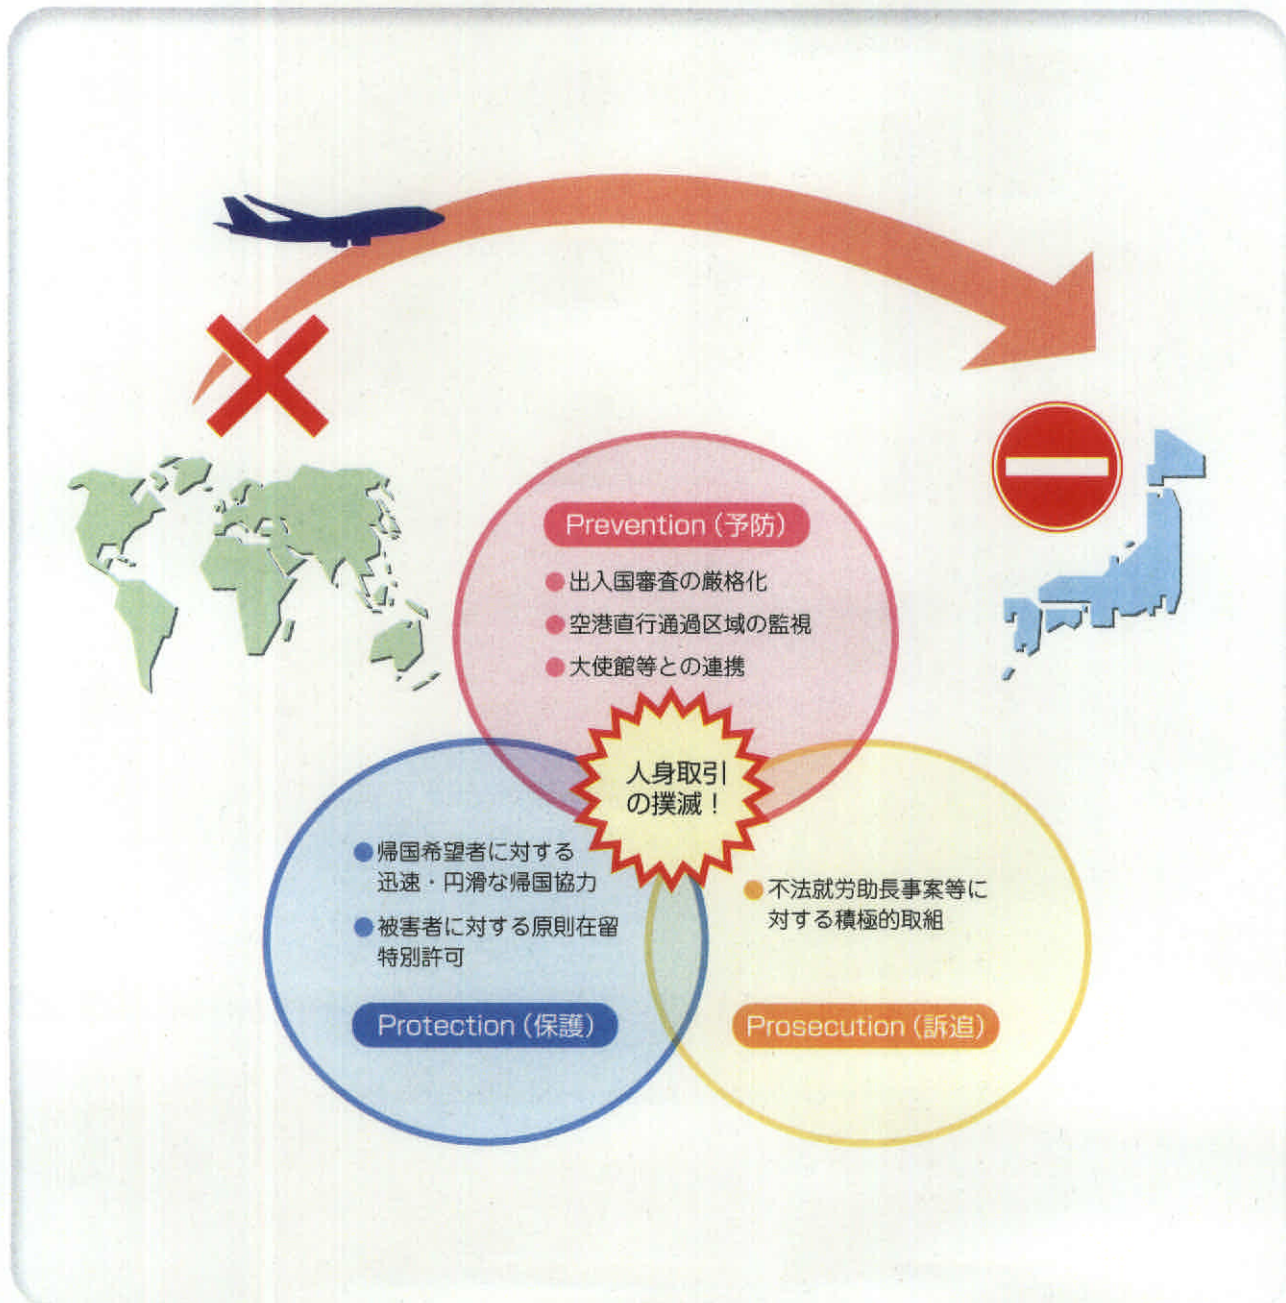 Prevention（予防）
●出入国審査の厳格化
●空港直行通過区域の監視
●大使館等との連携
人身取引
の撲滅！
●帰国希望者に対する
迅速・円滑な帰国協力
●被害者に対する原則在留
特別許可
Protection（保護）
●不法就労助長事案等に
対する積極的取組
Prosecution（訴追）